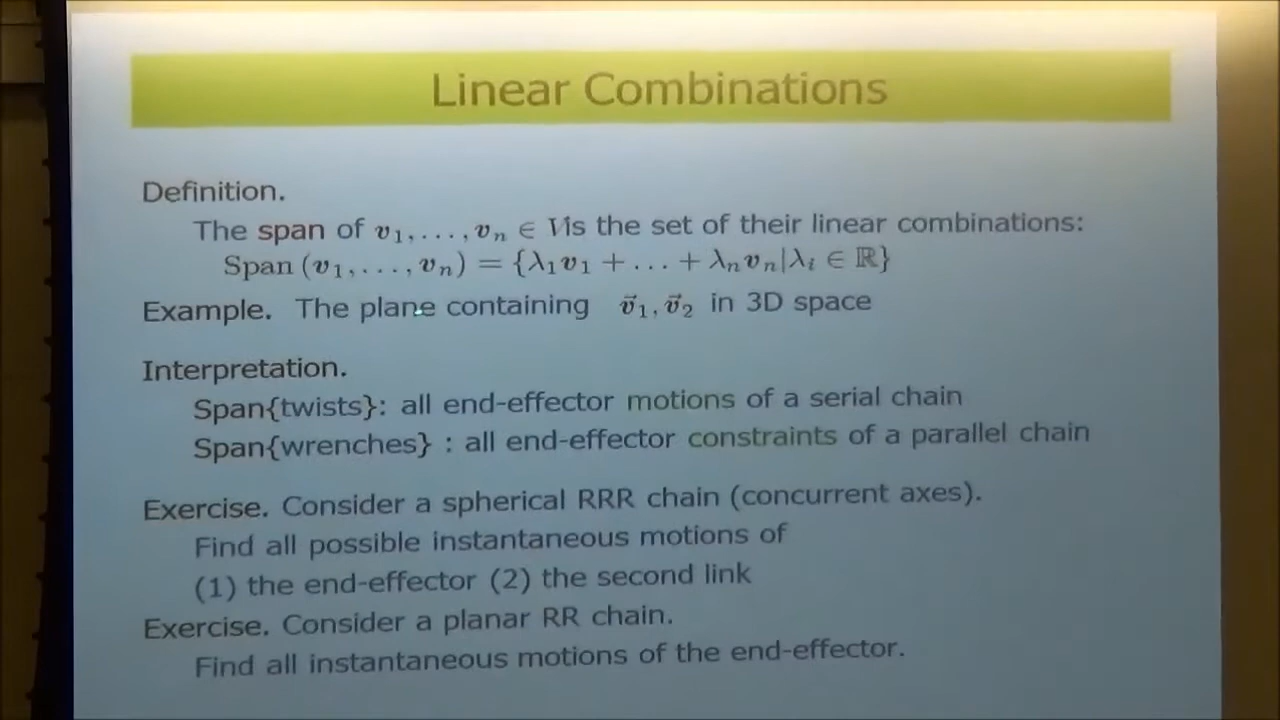 Linear Combinations
Definition.
The span of v₁, . . . , vₙ ∈ V is the set of their linear combinations:
Span (v₁, . . . , vₙ) = {λ₁v₁ + . . . + λₙvₙ|λᵢ ∈ ℝ}
Example. The plane containing v⃗₁, v⃗₂ in 3D space
Interpretation.
Span{twists}: all end-effector motions of a serial chain
Span{wrenches} : all end-effector constraints of a parallel chain
Exercise. Consider a spherical RRR chain (concurrent axes).
Find all possible instantaneous motions of
(1) the end-effector (2) the second link
Exercise. Consider a planar RR chain.
Find all instantaneous motions of the end-effector.